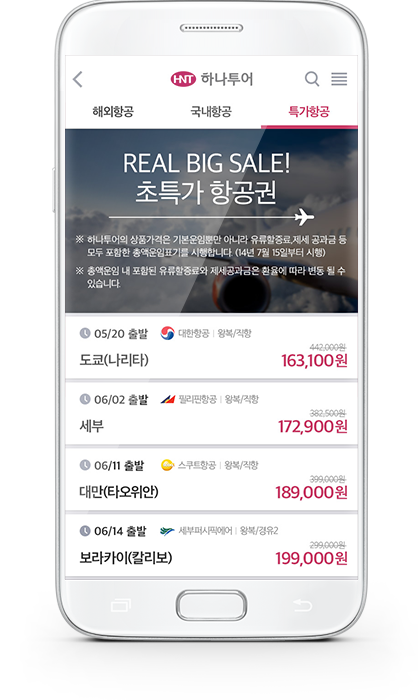 HNT 하나투어
해외항공 국내항공 특가항공
REAL BIG SALE!
초특가 항공권
※ 하나투어의 상품가격은 기본운임뿐만 아니라 유류할증료,제세 공과금 등
모두 포함한 총액운임표기를 시행합니다. (14년 7월 15일부터 시행)
※ 총액운임 내 포함된 유류할증료와 제세공과금은 환율에 따라 변동 될 수
있습니다.
05/20 출발 대한항공 | 왕복/직항
442,000원
도쿄(나리타) 163,100원
06/02 출발 필리핀항공 | 왕복/직항
382,500원
세부 172,900원
06/11 출발 스쿠트항공 | 왕복/직항
399,000원
대만(타오위안) 189,000원
06/14 출발 세부퍼시픽에어 | 왕복/경유2
299,000원
보라카이(칼리보) 199,000원